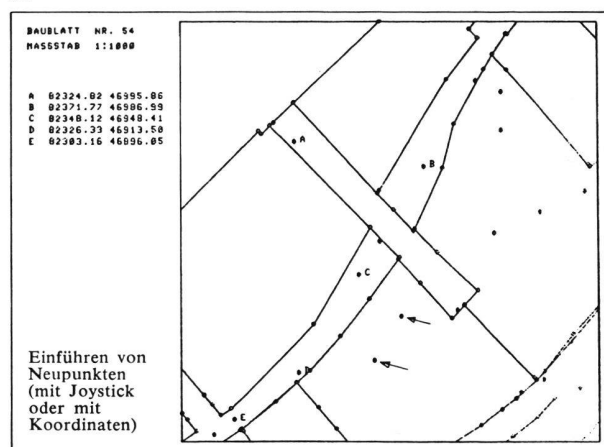 BAUBLATT NR. 54
MASSSTAB 1:1000
A 82324.82 46995.86
B 82371.77 46986.99
C 82348.12 46948.41
D 82326.33 46913.50
E 82303.16 46896.05
A
B
C
D
E
Einführen von
Neupunkten
(mit Joystick
oder mit
Koordinaten)